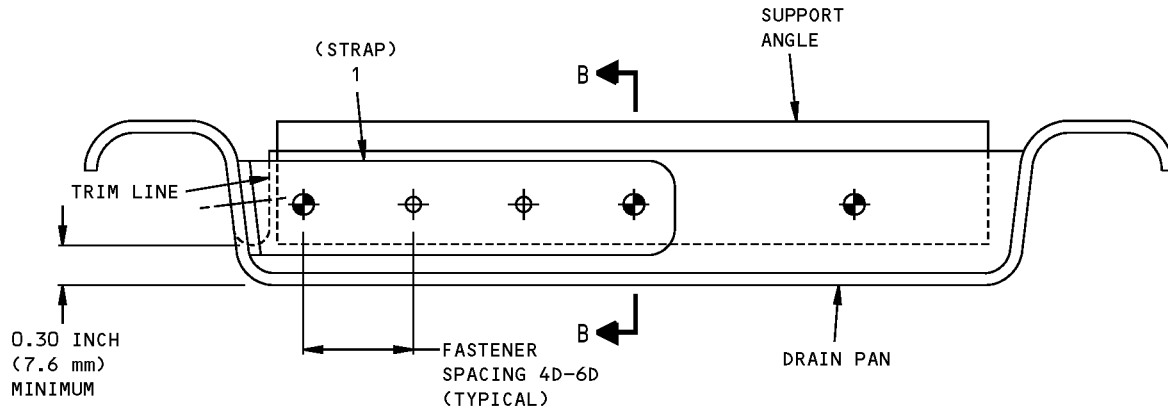 SUPPORT
ANGLE
(STRAP)
1
B
TRIM LINE
0.30 INCH
(7.6 mm)
MINIMUM
B
FASTENER
SPACING 4D-6D
(TYPICAL)
DRAIN PAN